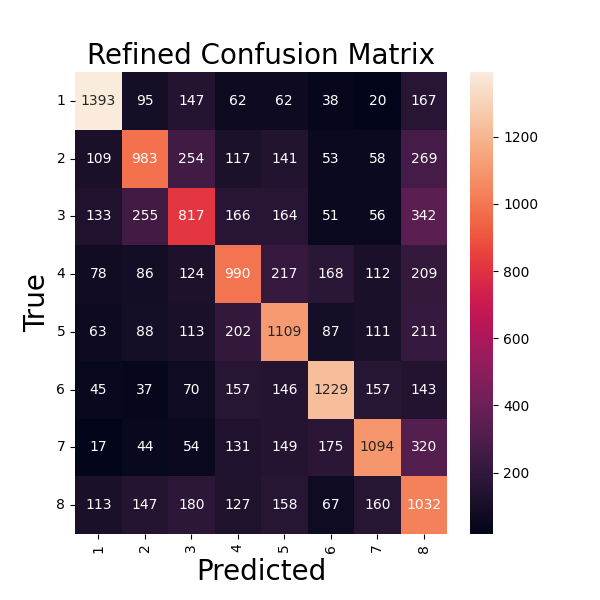 Refined Confusion Matrix
1 1393 95 147 62 62 38 20 167
2 109 983 254 117 141 53 58 269
3 133 255 817 166 164 51 56 342
4 78 86 124 990 217 168 112 209
5 63 88 113 202 1109 87 111 211
6 45 37 70 157 146 1229 157 143
7 17 44 54 131 149 175 1094 320
8 113 147 180 127 158 67 160 1032
1 2 3 4 5 6 7 8
True
Predicted
1200
1000
800
600
400
200